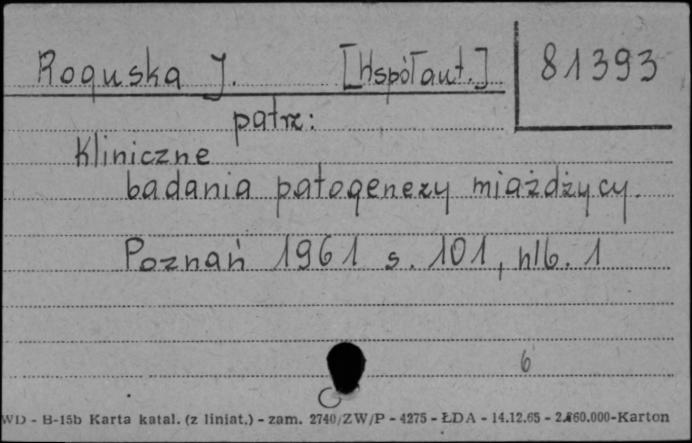 Roguska J. [Współaut.] 81393
patrz:
Kliniczne
badania patogenezy miażdżycy.
Poznań 1961 s. 101, nlb. 1
6
WD - B-15b Karta katal. (z liniat.) - zam. 2740/ZW/P - 4275 - ŁDA - 14.12.65 - 2.860.000-Karton